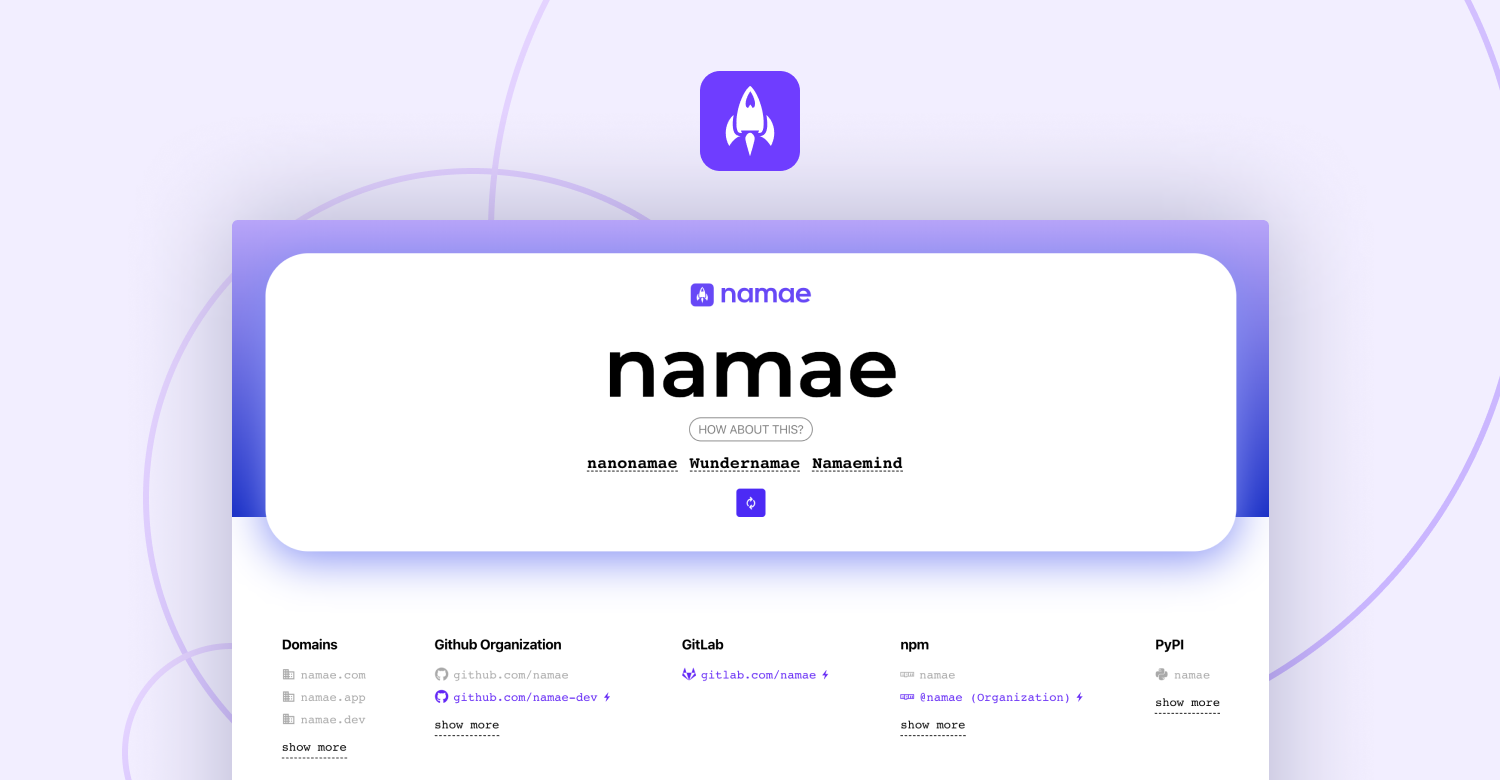 namae
namae
HOW ABOUT THIS?
nanonamae Wundernamae Namaemind
Domains
namae.com
namae.app
namae.dev
show more
Github Organization
github.com/namae
github.com/namae-dev
show more
GitLab
gitlab.com/namae
npm
namae
@namae (Organization)
show more
PyPI
namae
show more